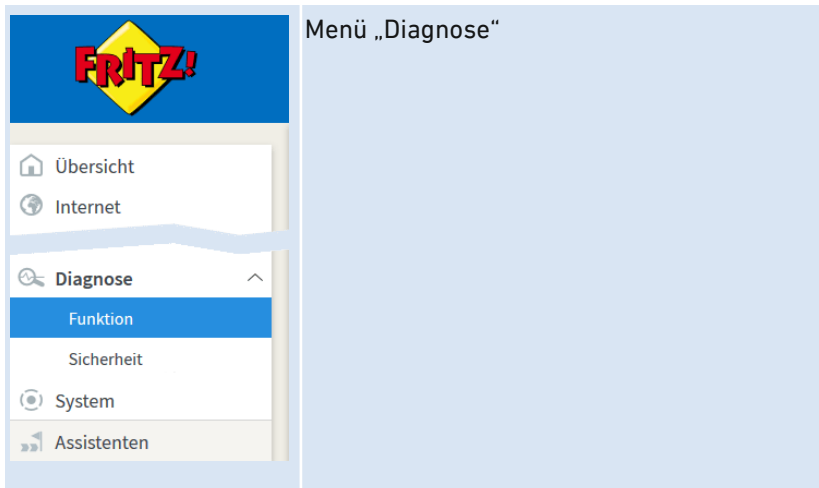 FRITZ!
Menü „Diagnose“
Übersicht
Internet
Diagnose
Funktion
Sicherheit
System
Assistenten